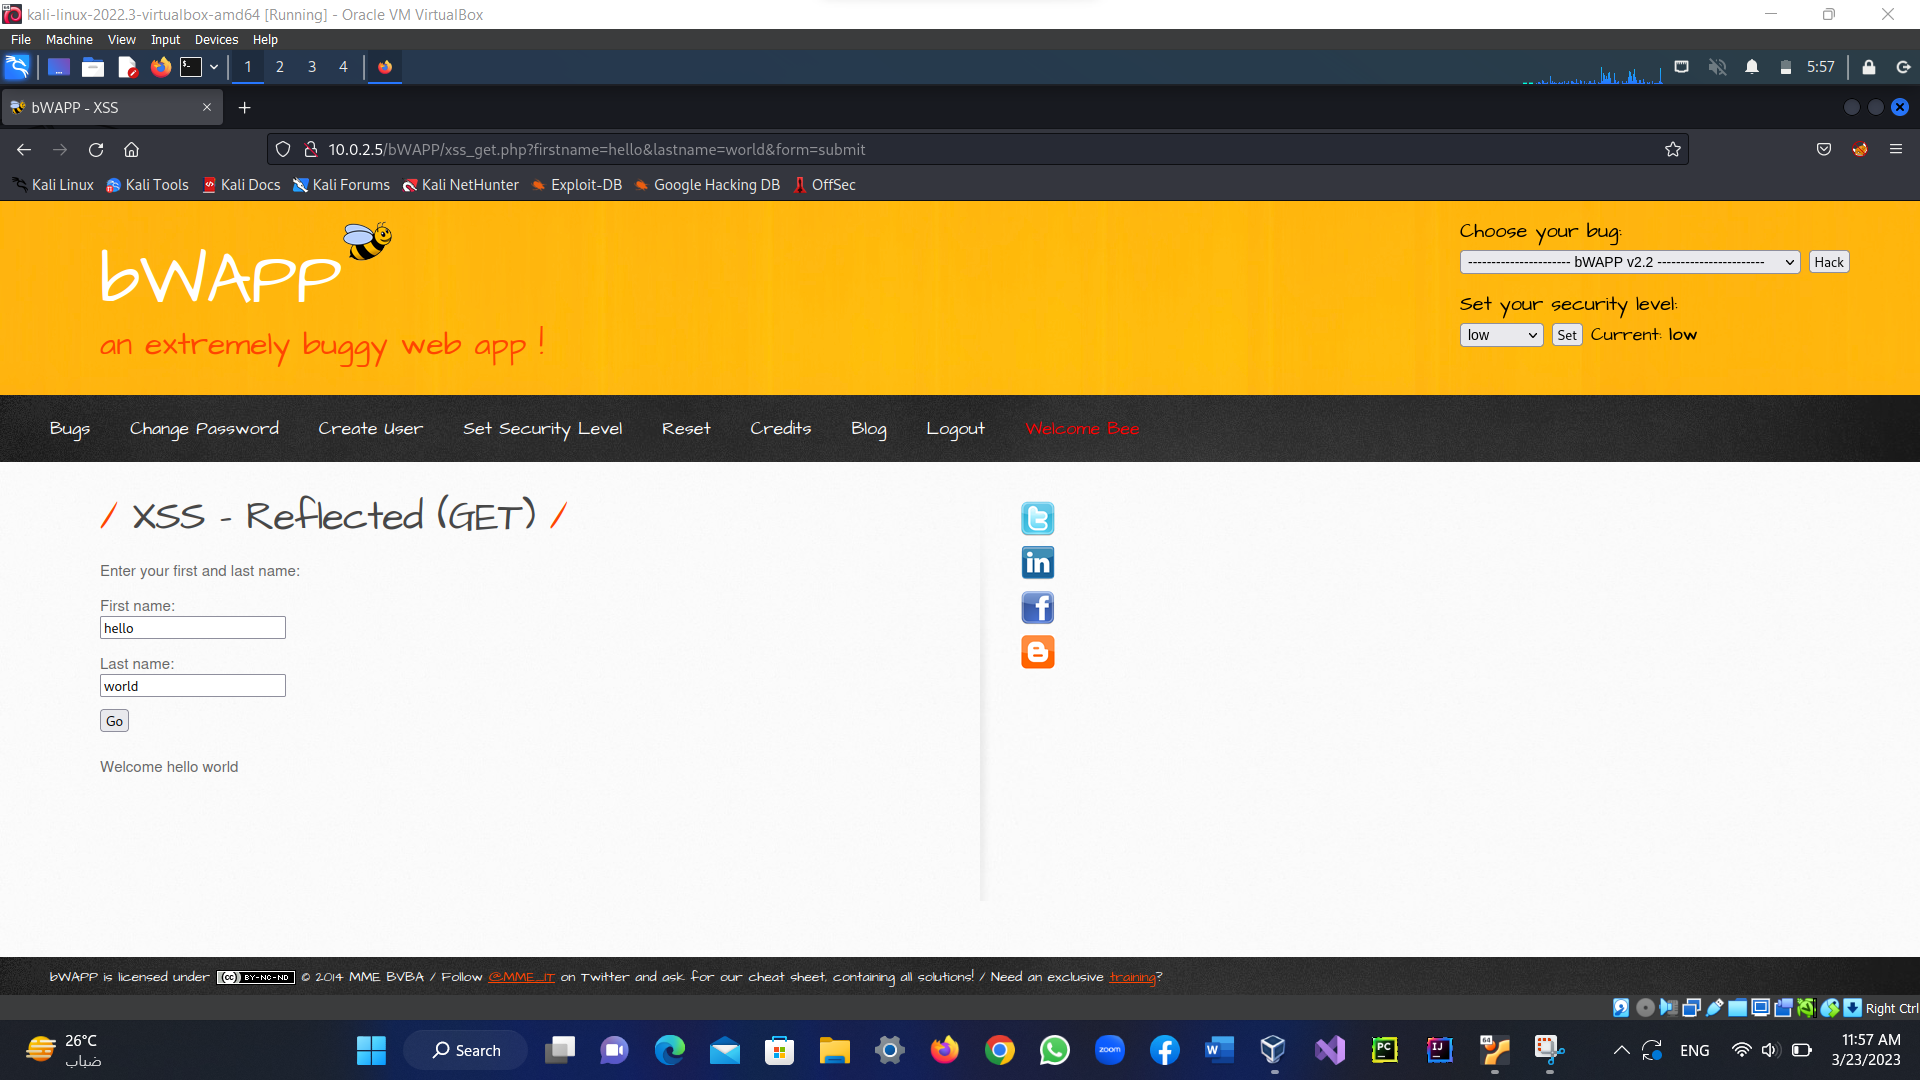 kali-linux-2022.3-virtualbox-amd64 [Running] - Oracle VM VirtualBox
File Machine View Input Devices Help
1 2 3 4 5:57
bWAPP - XSS
10.0.2.5/bWAPP/xss_get.php?firstname=hello&lastname=world&form=submit
Kali Linux Kali Tools Kali Docs Kali Forums Kali NetHunter Exploit-DB Google Hacking DB OffSec
bWAPP
an extremely buggy web app !
Choose your bug:
---------------------- bWAPP v2.2 ----------------------- Hack
Set your security level:
low Set Current: low
Bugs Change Password Create User Set Security Level Reset Credits Blog Logout Welcome Bee
/ XSS - Reflected (GET) /
Enter your first and last name:
First name:
hello
Last name:
world
Go
Welcome hello world
bWAPP is licensed under (cc) BY-NC-ND © 2014 MME BVBA / Follow @MME_IT on Twitter and ask for our cheat sheet, containing all solutions! / Need an exclusive training?
Right Ctrl
26°C
ضباب
Search
zoom
ENG
11:57 AM
3/23/2023